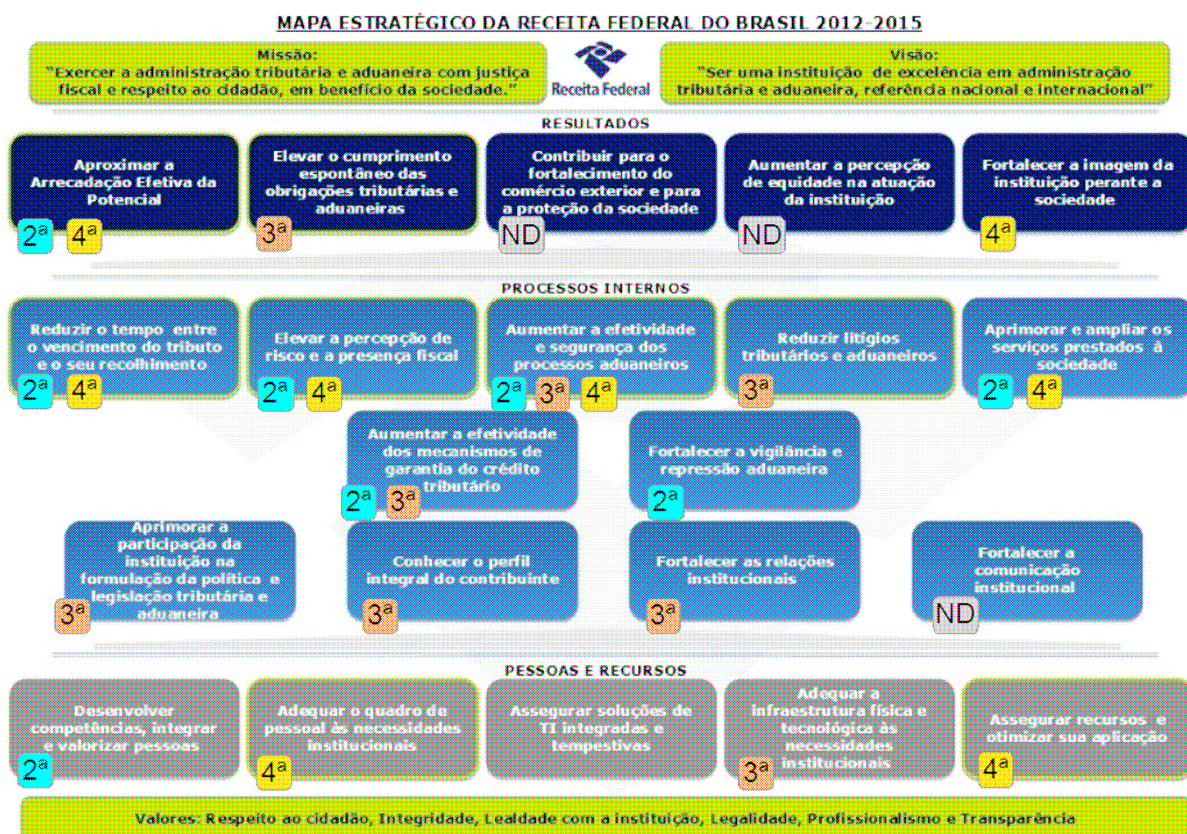 MAPA ESTRATÉGICO DA RECEITA FEDERAL DO BRASIL 2012-2015
Missão:
"Exercer a administração tributária e aduaneira com justiça
fiscal e respeito ao cidadão, em benefício da sociedade."
Receita Federal
Visão:
"Ser uma instituição de excelência em administração
tributária e aduaneira, referência nacional e internacional"
RESULTADOS
Aproximar a
Arrecadação Efetiva da
Potencial
2ª 4ª
Elevar o cumprimento
espontâneo das
obrigações tributárias e
aduaneiras
3ª
Contribuir para o
fortalecimento do
comércio exterior e para
a proteção da sociedade
ND
Aumentar a percepção
de equidade na atuação
da instituição
ND
Fortalecer a imagem da
instituição perante a
sociedade
4ª
PROCESSOS INTERNOS
Reduzir o tempo entre
o vencimento do tributo
e o seu recolhimento
2ª 4ª
Elevar a percepção de
risco e a presença fiscal
2ª 4ª
Aumentar a efetividade
e segurança dos
processos aduaneiros
2ª 3ª 4ª
Reduzir litígios
tributários e aduaneiros
3ª
Aprimorar e ampliar os
serviços prestados à
sociedade
2ª 4ª
Aumentar a efetividade
dos mecanismos de
garantia do crédito
tributário
2ª 3ª
Fortalecer a vigilância e
repressão aduaneira
2ª
Aprimorar a
participação da
instituição na
formulação da política e
legislação tributária e
aduaneira
3ª
Conhecer o perfil
integral do contribuinte
3ª
Fortalecer as relações
institucionais
3ª
Fortalecer a
comunicação
institucional
ND
PESSOAS E RECURSOS
Desenvolver
competências, integrar
e valorizar pessoas
2ª
Adequar o quadro de
pessoal às necessidades
institucionais
4ª
Assegurar soluções de
TI integradas e
tempestivas
Adequar a
infraestrutura física e
tecnológica às
necessidades
institucionais
3ª
Assegurar recursos e
otimizar sua aplicação
4ª
Valores: Respeito ao cidadão, Integridade, Lealdade com a instituição, Legalidade, Profissionalismo e Transparência